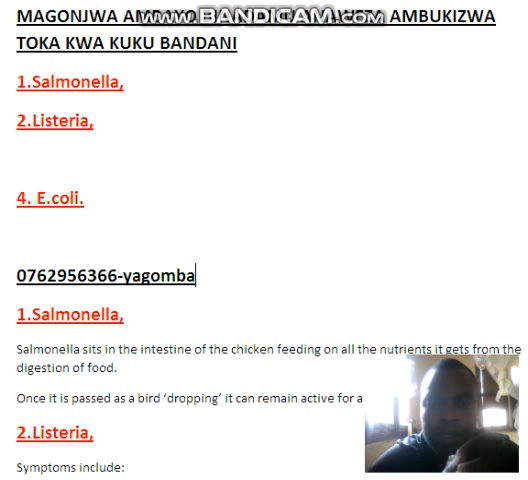 MAGONJWA
WWW.BANDICAM.COM
AMBUKIZWA
TOKA KWA KUKU BANDANI
1.Salmonella,
2.Listeria,
4. E.coli.
0762956366-yagomba
1.Salmonella,
Salmonella sits in the intestine of the chicken feeding on all the nutrients it gets from the
digestion of food.
Once it is passed as a bird ‘dropping’ it can remain active for a
2.Listeria,
Symptoms include: